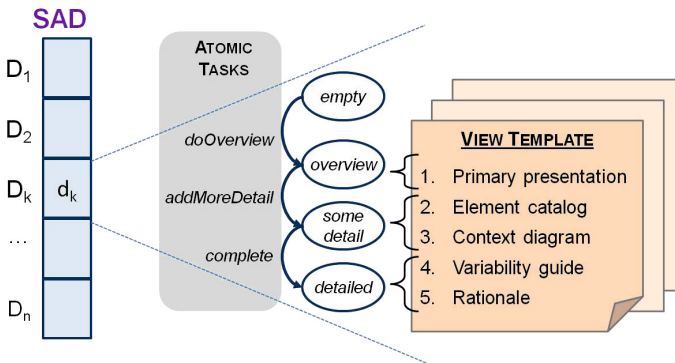 SAD
D1
D2
Dk
dk
...
Dn
ATOMIC
TASKS
doOverview
addMoreDetail
complete
empty
overview
some
detail
detailed
VIEW TEMPLATE
1. Primary presentation
2. Element catalog
3. Context diagram
4. Variability guide
5. Rationale